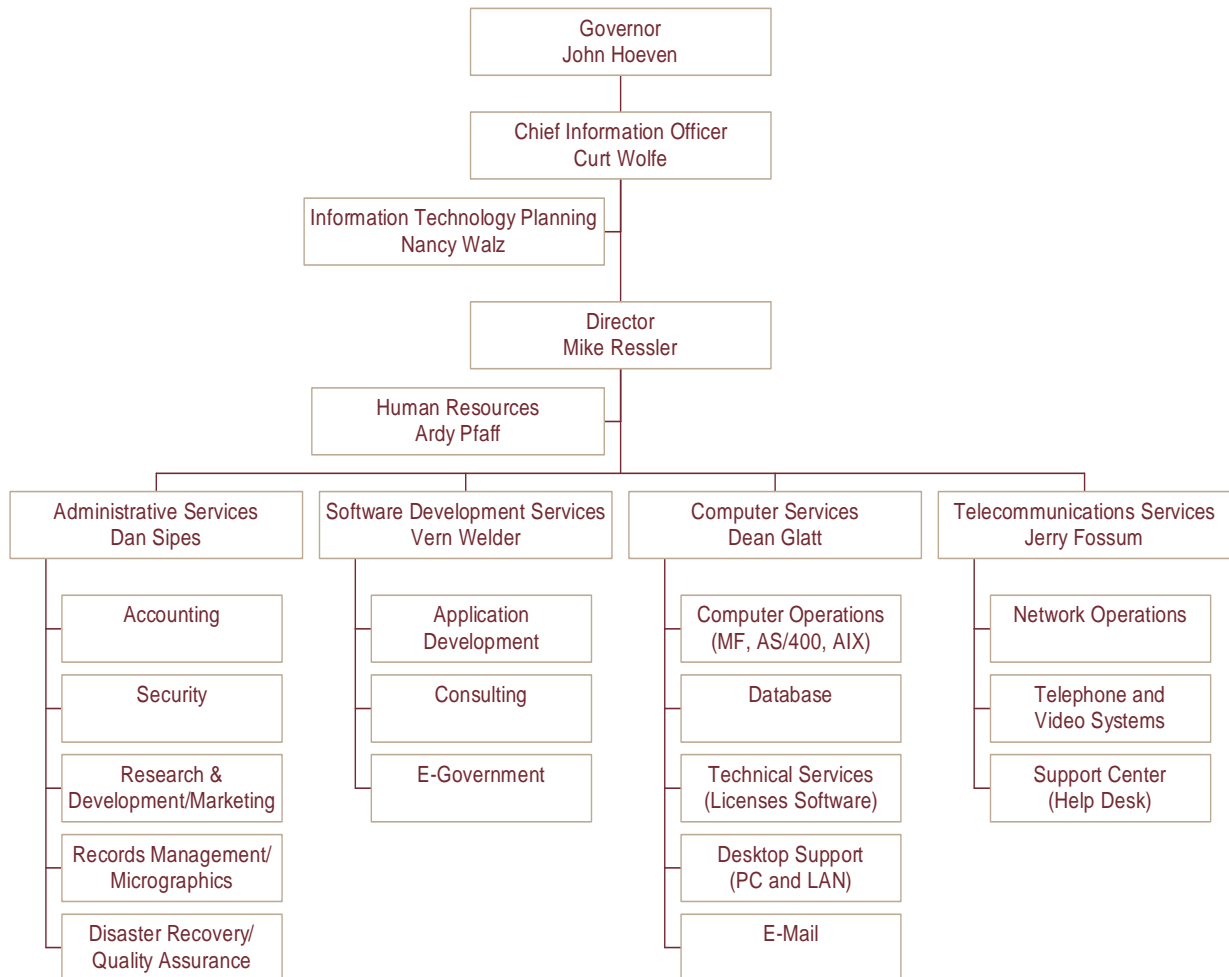 Governor
John Hoeven
Chief Information Officer
Curt Wolfe
Information Technology Planning
Nancy Walz
Director
Mike Ressler
Human Resources
Ardy Pfaff
Administrative Services
Dan Sipes
Accounting
Security
Research &
Development/Marketing
Records Management/
Micrographics
Disaster Recovery/
Quality Assurance
Software Development Services
Vern Welder
Application
Development
Consulting
E-Government
Computer Services
Dean Glatt
Computer Operations
(MF, AS/400, AIX)
Database
Technical Services
(Licenses Software)
Desktop Support
(PC and LAN)
E-Mail
Telecommunications Services
Jerry Fossum
Network Operations
Telephone and
Video Systems
Support Center
(Help Desk)